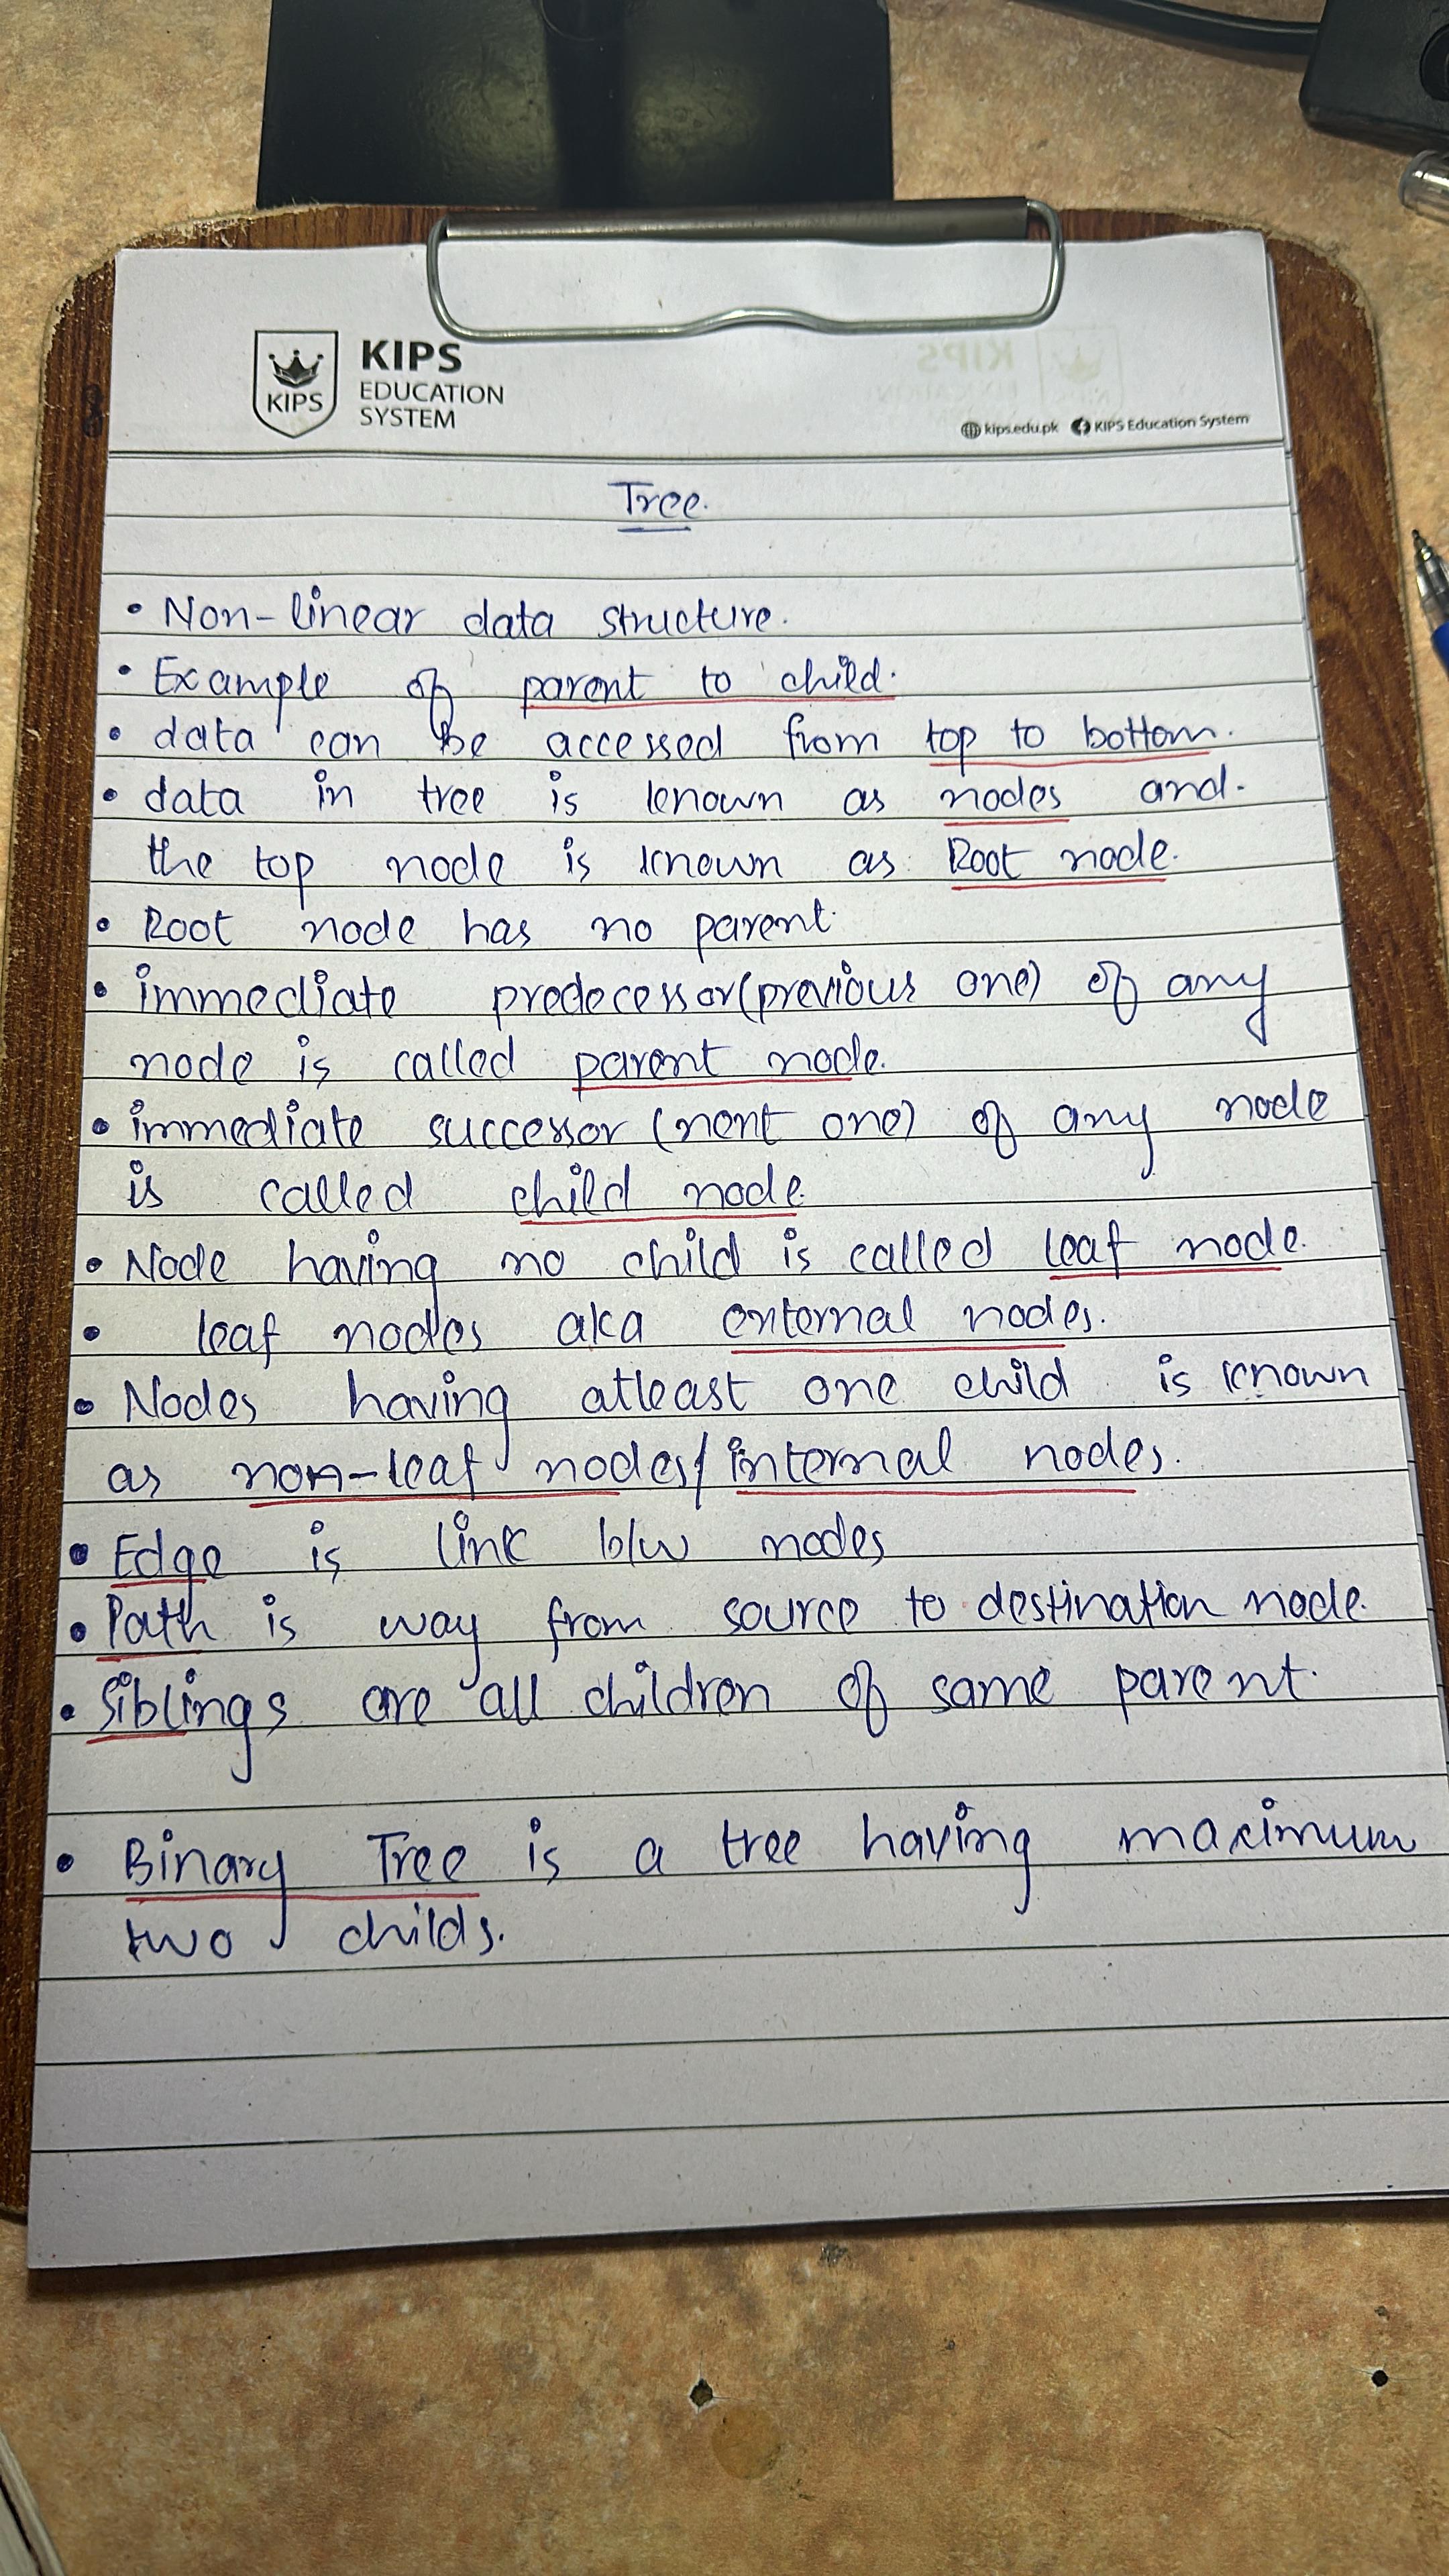 KIPS
KIPS
EDUCATION
SYSTEM
kips.edu.pk KIPS Education System
Tree.
• Non-linear data structure.
• Example of parent to child.
• data can be accessed from top to bottom.
• data in tree is known as nodes and.
the top node is known as Root node.
• Root node has no parent.
• immediate predecessor(previous one) of any
node is called parent node.
• immediate successor (next one) of any node
is called child node.
• Node having no child is called leaf node.
• leaf nodes aka external nodes.
• Nodes having atleast one child is known
as non-leaf nodes/internal nodes.
• Edge is link b/w nodes
• Path is way from source to destination node.
• Siblings are all children of same parent.
• Binary Tree is a tree having maximum
two childs.